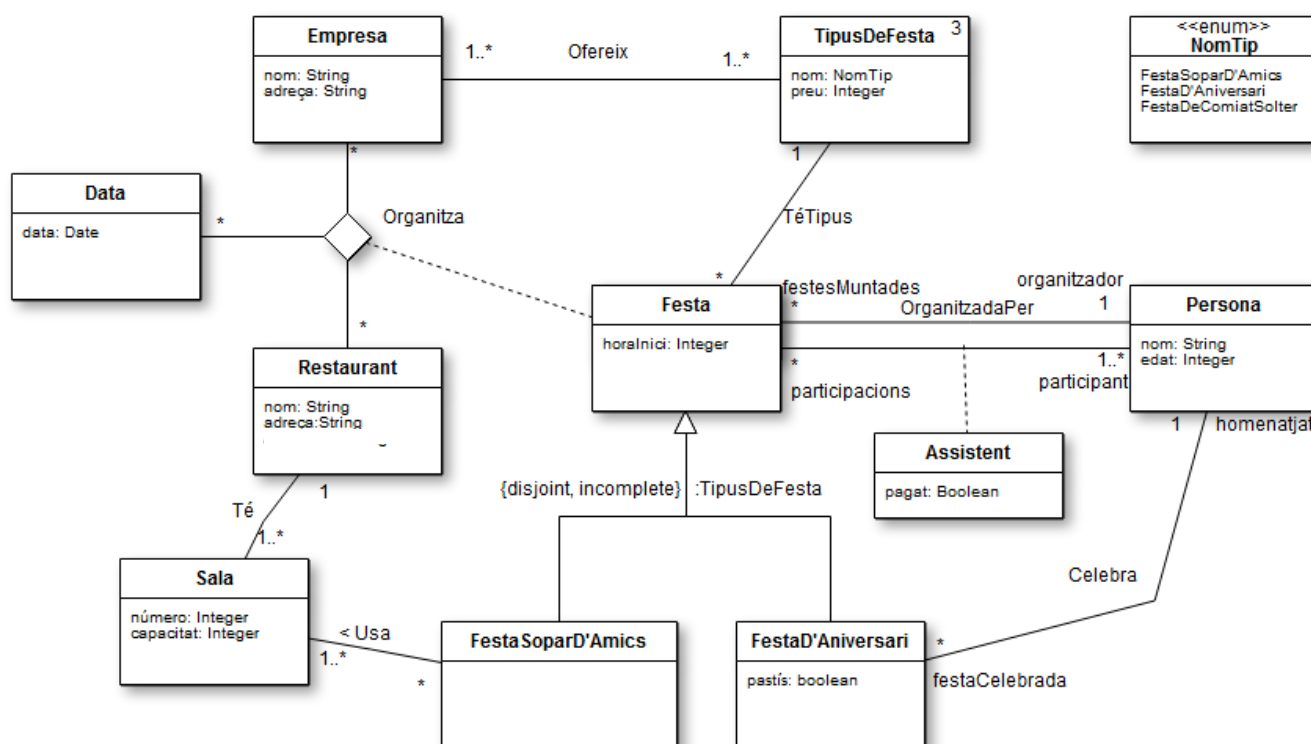 Empresa
nom: String
adreça: String
1..*
Ofereix
1..*
TipusDeFesta
3
nom: NomTip
preu: Integer
<<enum>>
NomTip
FestaSoparD'Amics
FestaD'Aniversari
FestaDeComiatSolter
*
1
Data
data: Date
*
Organitza
TéTipus
*
festesMuntades
organitzador
*
OrganitzadaPer
1
Festa
horaInici: Integer
Persona
nom: String
edat: Integer
*
Restaurant
nom: String
adreça:String
*
participacions
1..*
participant
1
homenatjat
Assistent
pagat: Boolean
1
Té
1..*
{disjoint, incomplete}
:TipusDeFesta
Sala
número: Integer
capacitat: Integer
< Usa
1..*
*
Celebra
FestaSoparD'Amics
FestaD'Aniversari
pastís: boolean
*
festaCelebrada